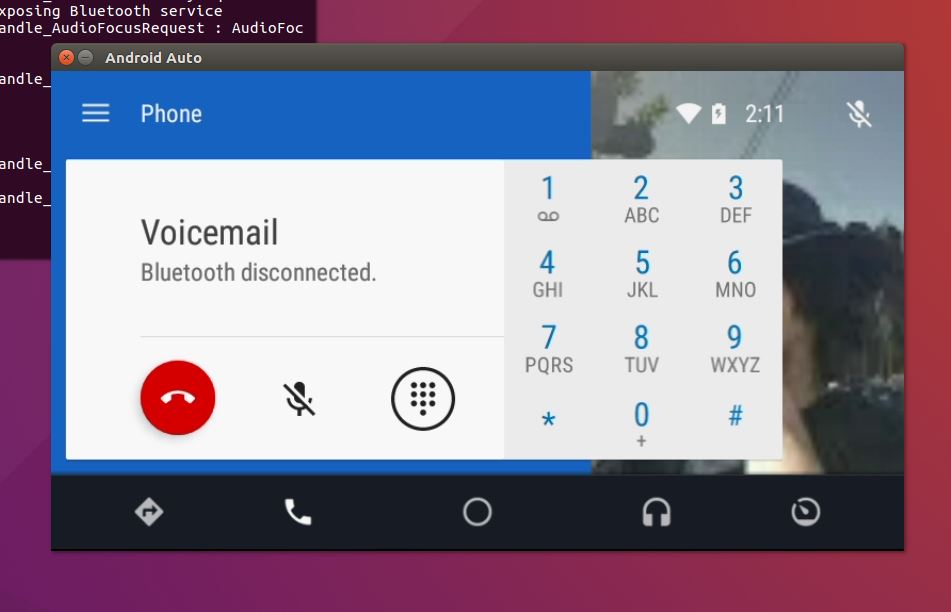 xposing Bluetooth service
andle_AudioFocusRequest : AudioFoc
andle_
andle_
andle_
Android Auto
Phone
2:11
Voicemail
Bluetooth disconnected.
1 2 3
ABC DEF
4 5 6
GHI JKL MNO
7 8 9
PQRS TUV WXYZ
* 0 #
+